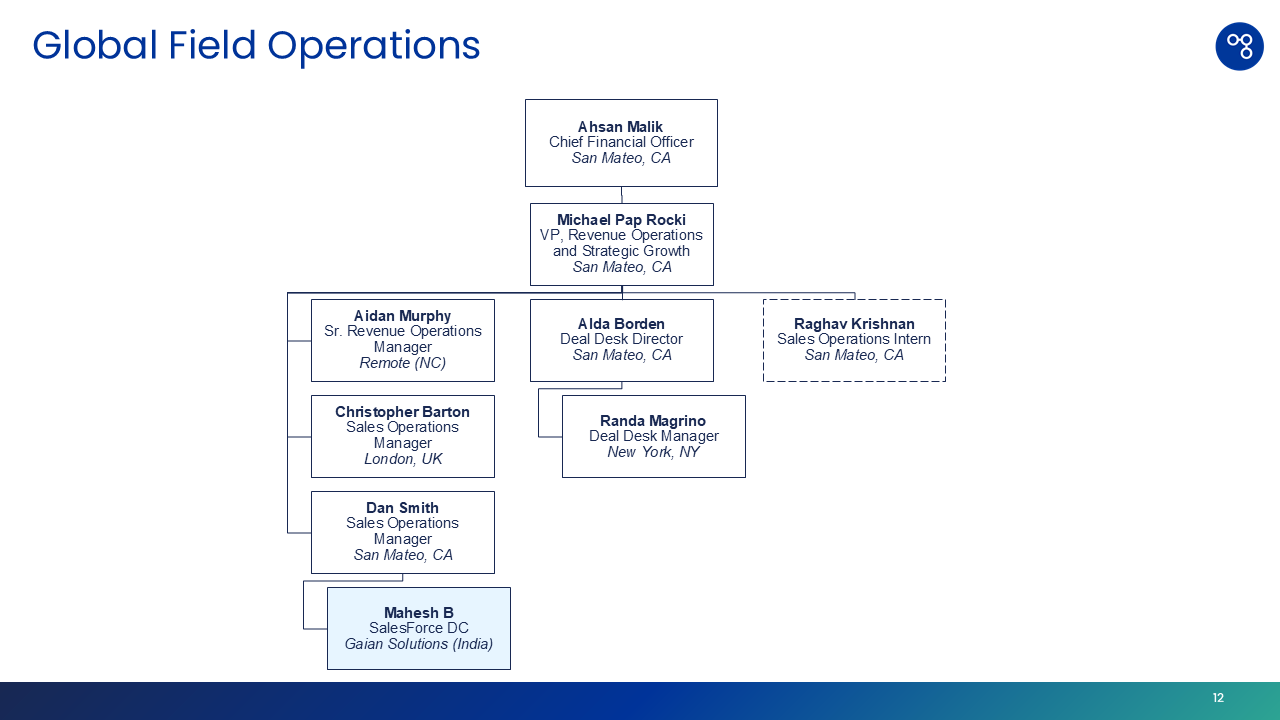 Global Field Operations
Ahsan Malik
Chief Financial Officer
San Mateo, CA
Michael Pap Rocki
VP, Revenue Operations
and Strategic Growth
San Mateo, CA
Aidan Murphy
Sr. Revenue Operations
Manager
Remote (NC)
Alda Borden
Deal Desk Director
San Mateo, CA
Raghav Krishnan
Sales Operations Intern
San Mateo, CA
Christopher Barton
Sales Operations
Manager
London, UK
Randa Magrino
Deal Desk Manager
New York, NY
Dan Smith
Sales Operations
Manager
San Mateo, CA
Mahesh B
SalesForce DC
Gaian Solutions (India)
12